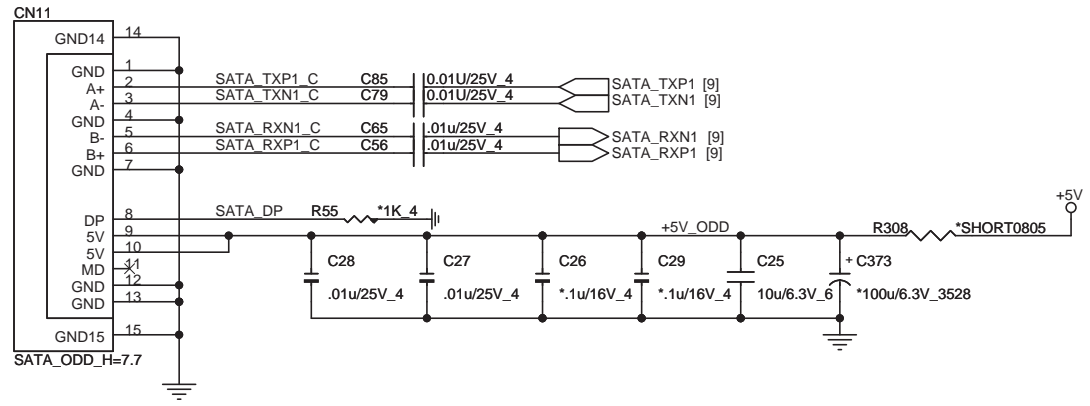 CN11
GND14 14
GND 1
A+ 2 SATA_TXP1_C C85 0.01U/25V_4 SATA_TXP1 [9]
A- 3 SATA_TXN1_C C79 0.01U/25V_4 SATA_TXN1 [9]
GND 4
B- 5 SATA_RXN1_C C65 .01u/25V_4 SATA_RXN1 [9]
B+ 6 SATA_RXP1_C C56 .01u/25V_4 SATA_RXP1 [9]
GND 7
+5V
DP 8 SATA_DP R55 *1K_4
5V 9 +5V_ODD R308 *SHORT0805
5V 10
MD 11
GND 12
GND 13
C28 C27 C26 C29 C25 + C373
.01u/25V_4 .01u/25V_4 *.1u/16V_4 *.1u/16V_4 10u/6.3V_6 *100u/6.3V_3528
GND15 15
SATA_ODD_H=7.7